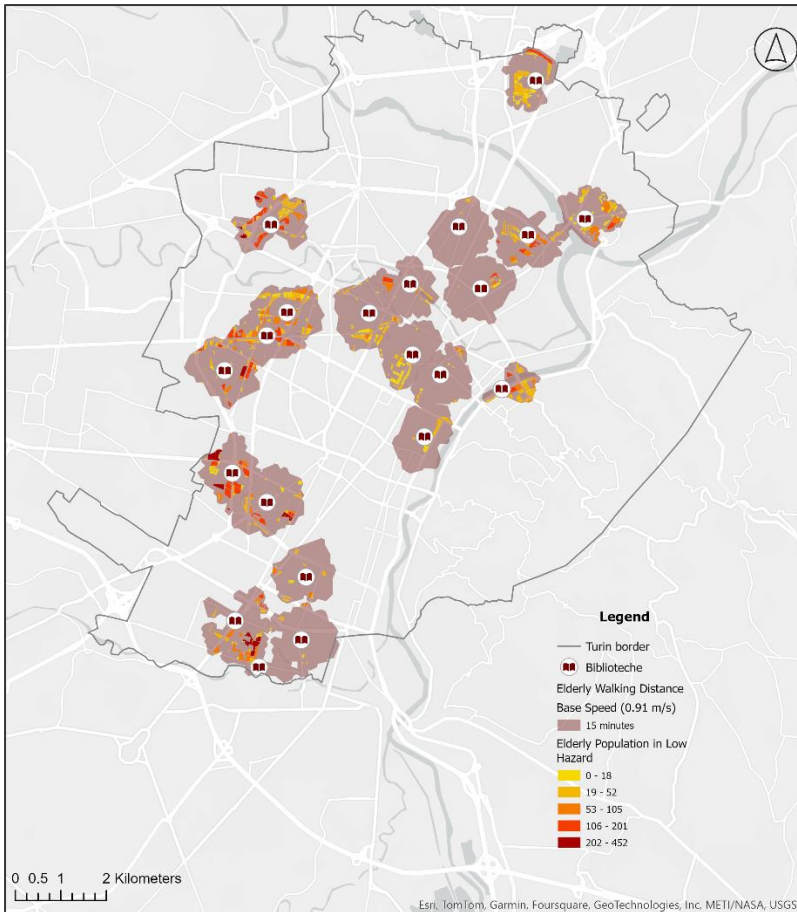 Legend
Turin border
Biblioteche
Elderly Walking Distance
Base Speed (0.91 m/s)
15 minutes
Elderly Population in Low
Hazard
0 - 18
19 - 52
53 - 105
106 - 201
202 - 452
0 0.5 1 2 Kilometers
Esri, TomTom, Garmin, Foursquare, GeoTechnologies, Inc, METI/NASA, USGS